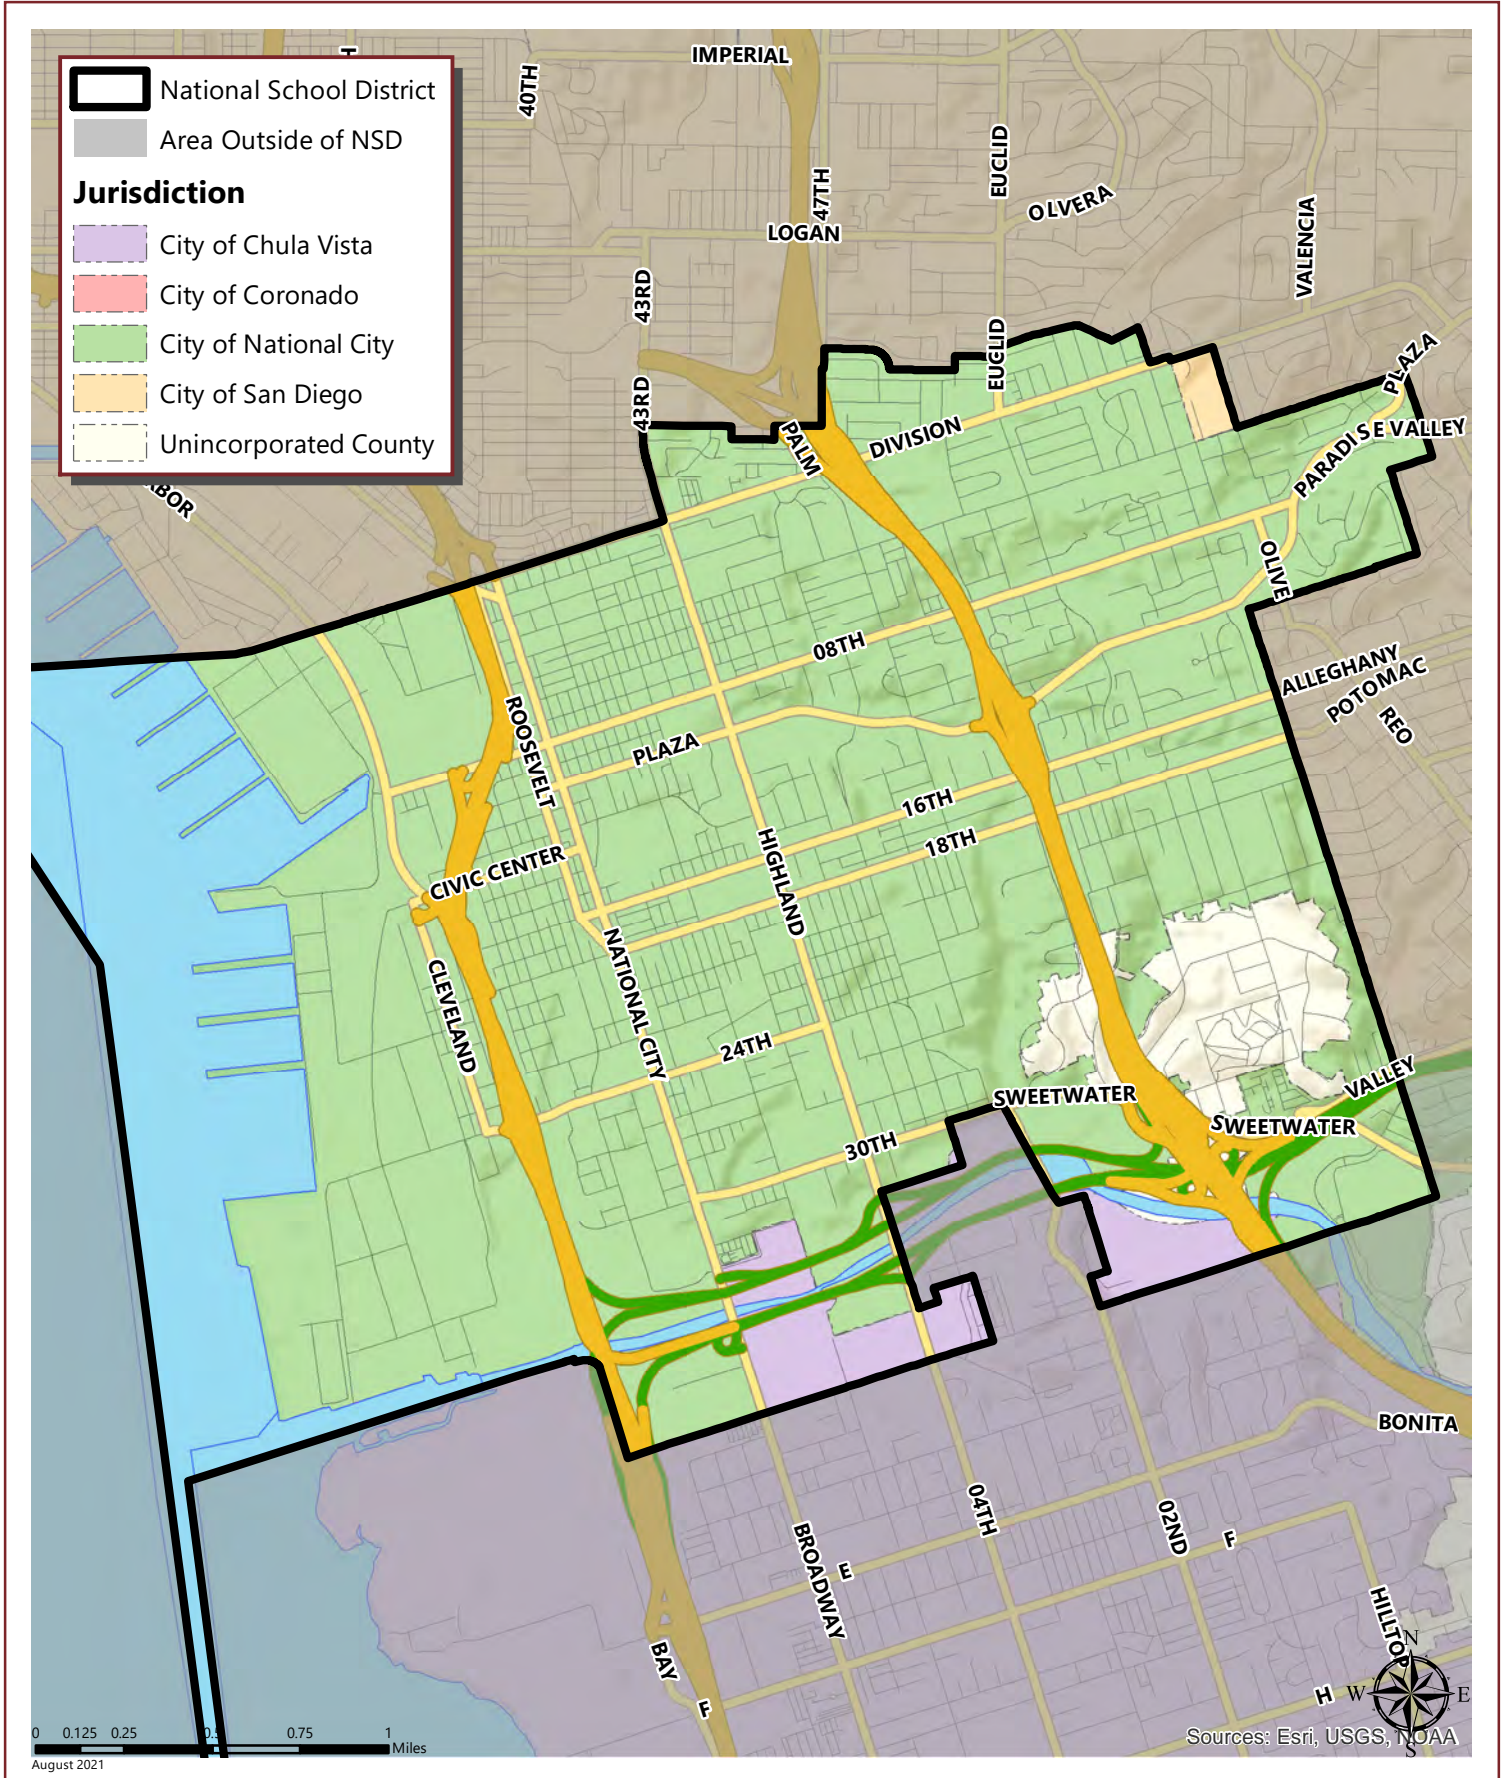 IMPERIAL
40TH
National School District
Area Outside of NSD
Jurisdiction
City of Chula Vista
City of Coronado
City of National City
City of San Diego
Unincorporated County
47TH
EUCLID
OLVERA
LOGAN
VALENCIA
43RD
EUCLID
PLAZA
43RD
PALM
DIVISION
PARADISE VALLEY
OLIVE
08TH
ALLEGHANY
POTOMAC
REO
ROOSEVELT
PLAZA
16TH
18TH
HIGHLAND
CIVIC CENTER
NATIONAL CITY
CLEVELAND
24TH
SWEETWATER
VALLEY
SWEETWATER
30TH
BONITA
04TH
02ND
BROADWAY
E
F
HILLTOP
BAY
F
H
N
W
E
S
0 0.125 0.25 0.5 0.75 1
Miles
Sources: Esri, USGS, NOAA
August 2021